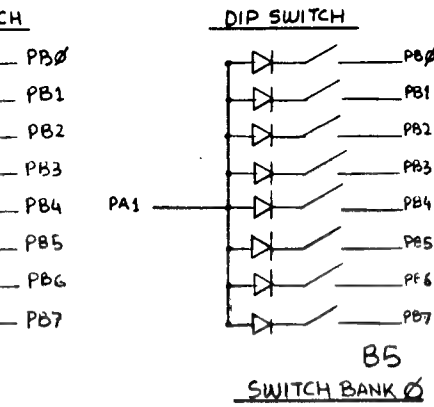 CH
PBØ
PB1
PB2
PB3
PB4
PB5
PB6
PB7
DIP SWITCH
PA1
PBØ
PB1
PB2
PB3
PB4
PB5
PF6
PB7
B5
SWITCH BANK Ø